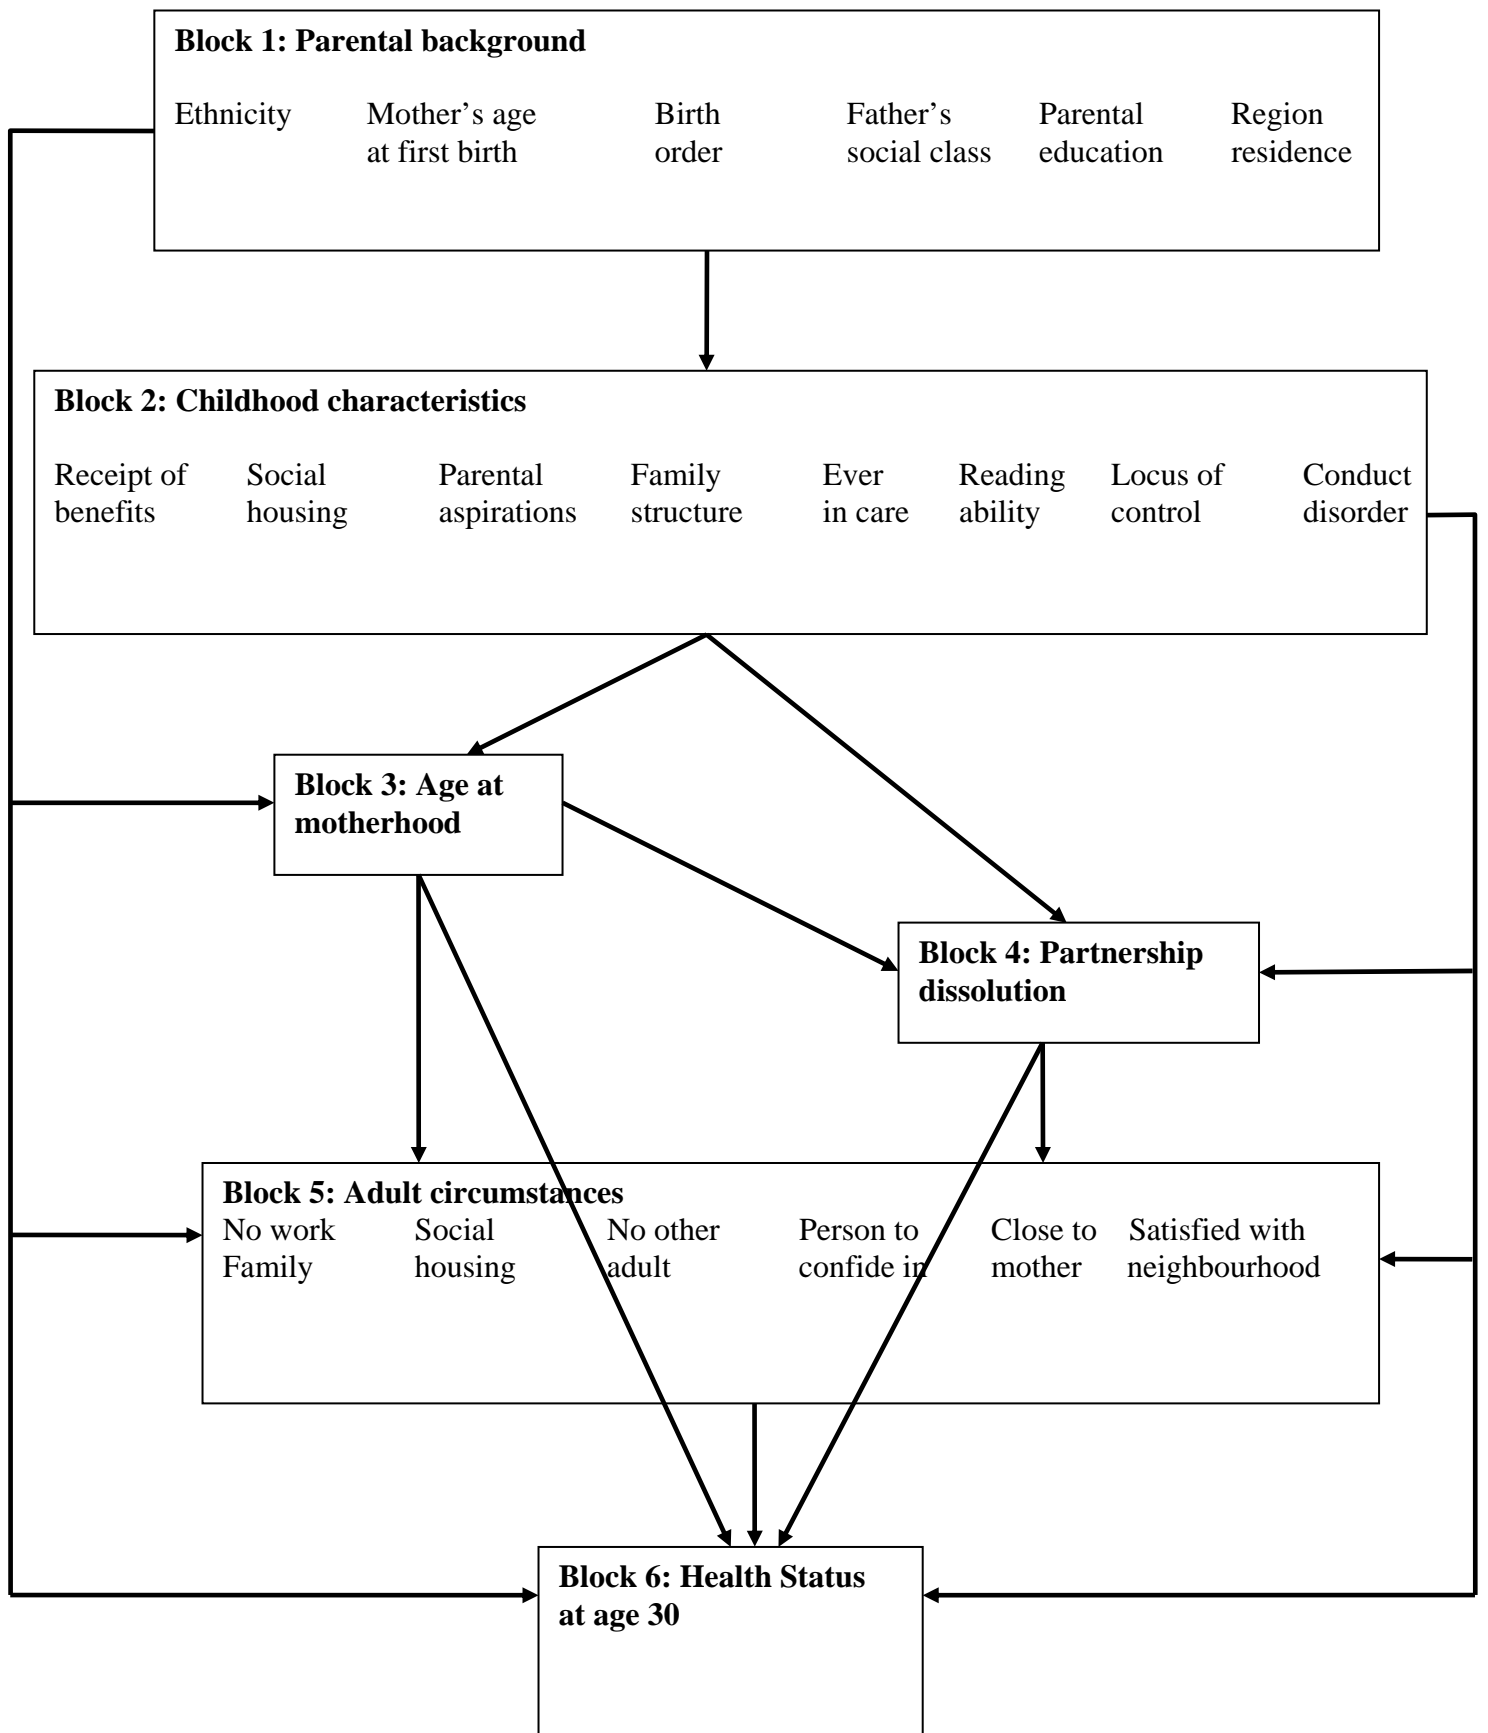 Block 1: Parental background
Ethnicity Mother’s age Birth Father’s Parental Region
at first birth order social class education residence
Block 2: Childhood characteristics
Receipt of Social Parental Family Ever Reading Locus of Conduct
benefits housing aspirations structure in care ability control disorder
Block 3: Age at
motherhood
Block 4: Partnership
dissolution
Block 5: Adult circumstances
No work Social No other Person to Close to Satisfied with
Family housing adult confide in mother neighbourhood
Block 6: Health Status
at age 30